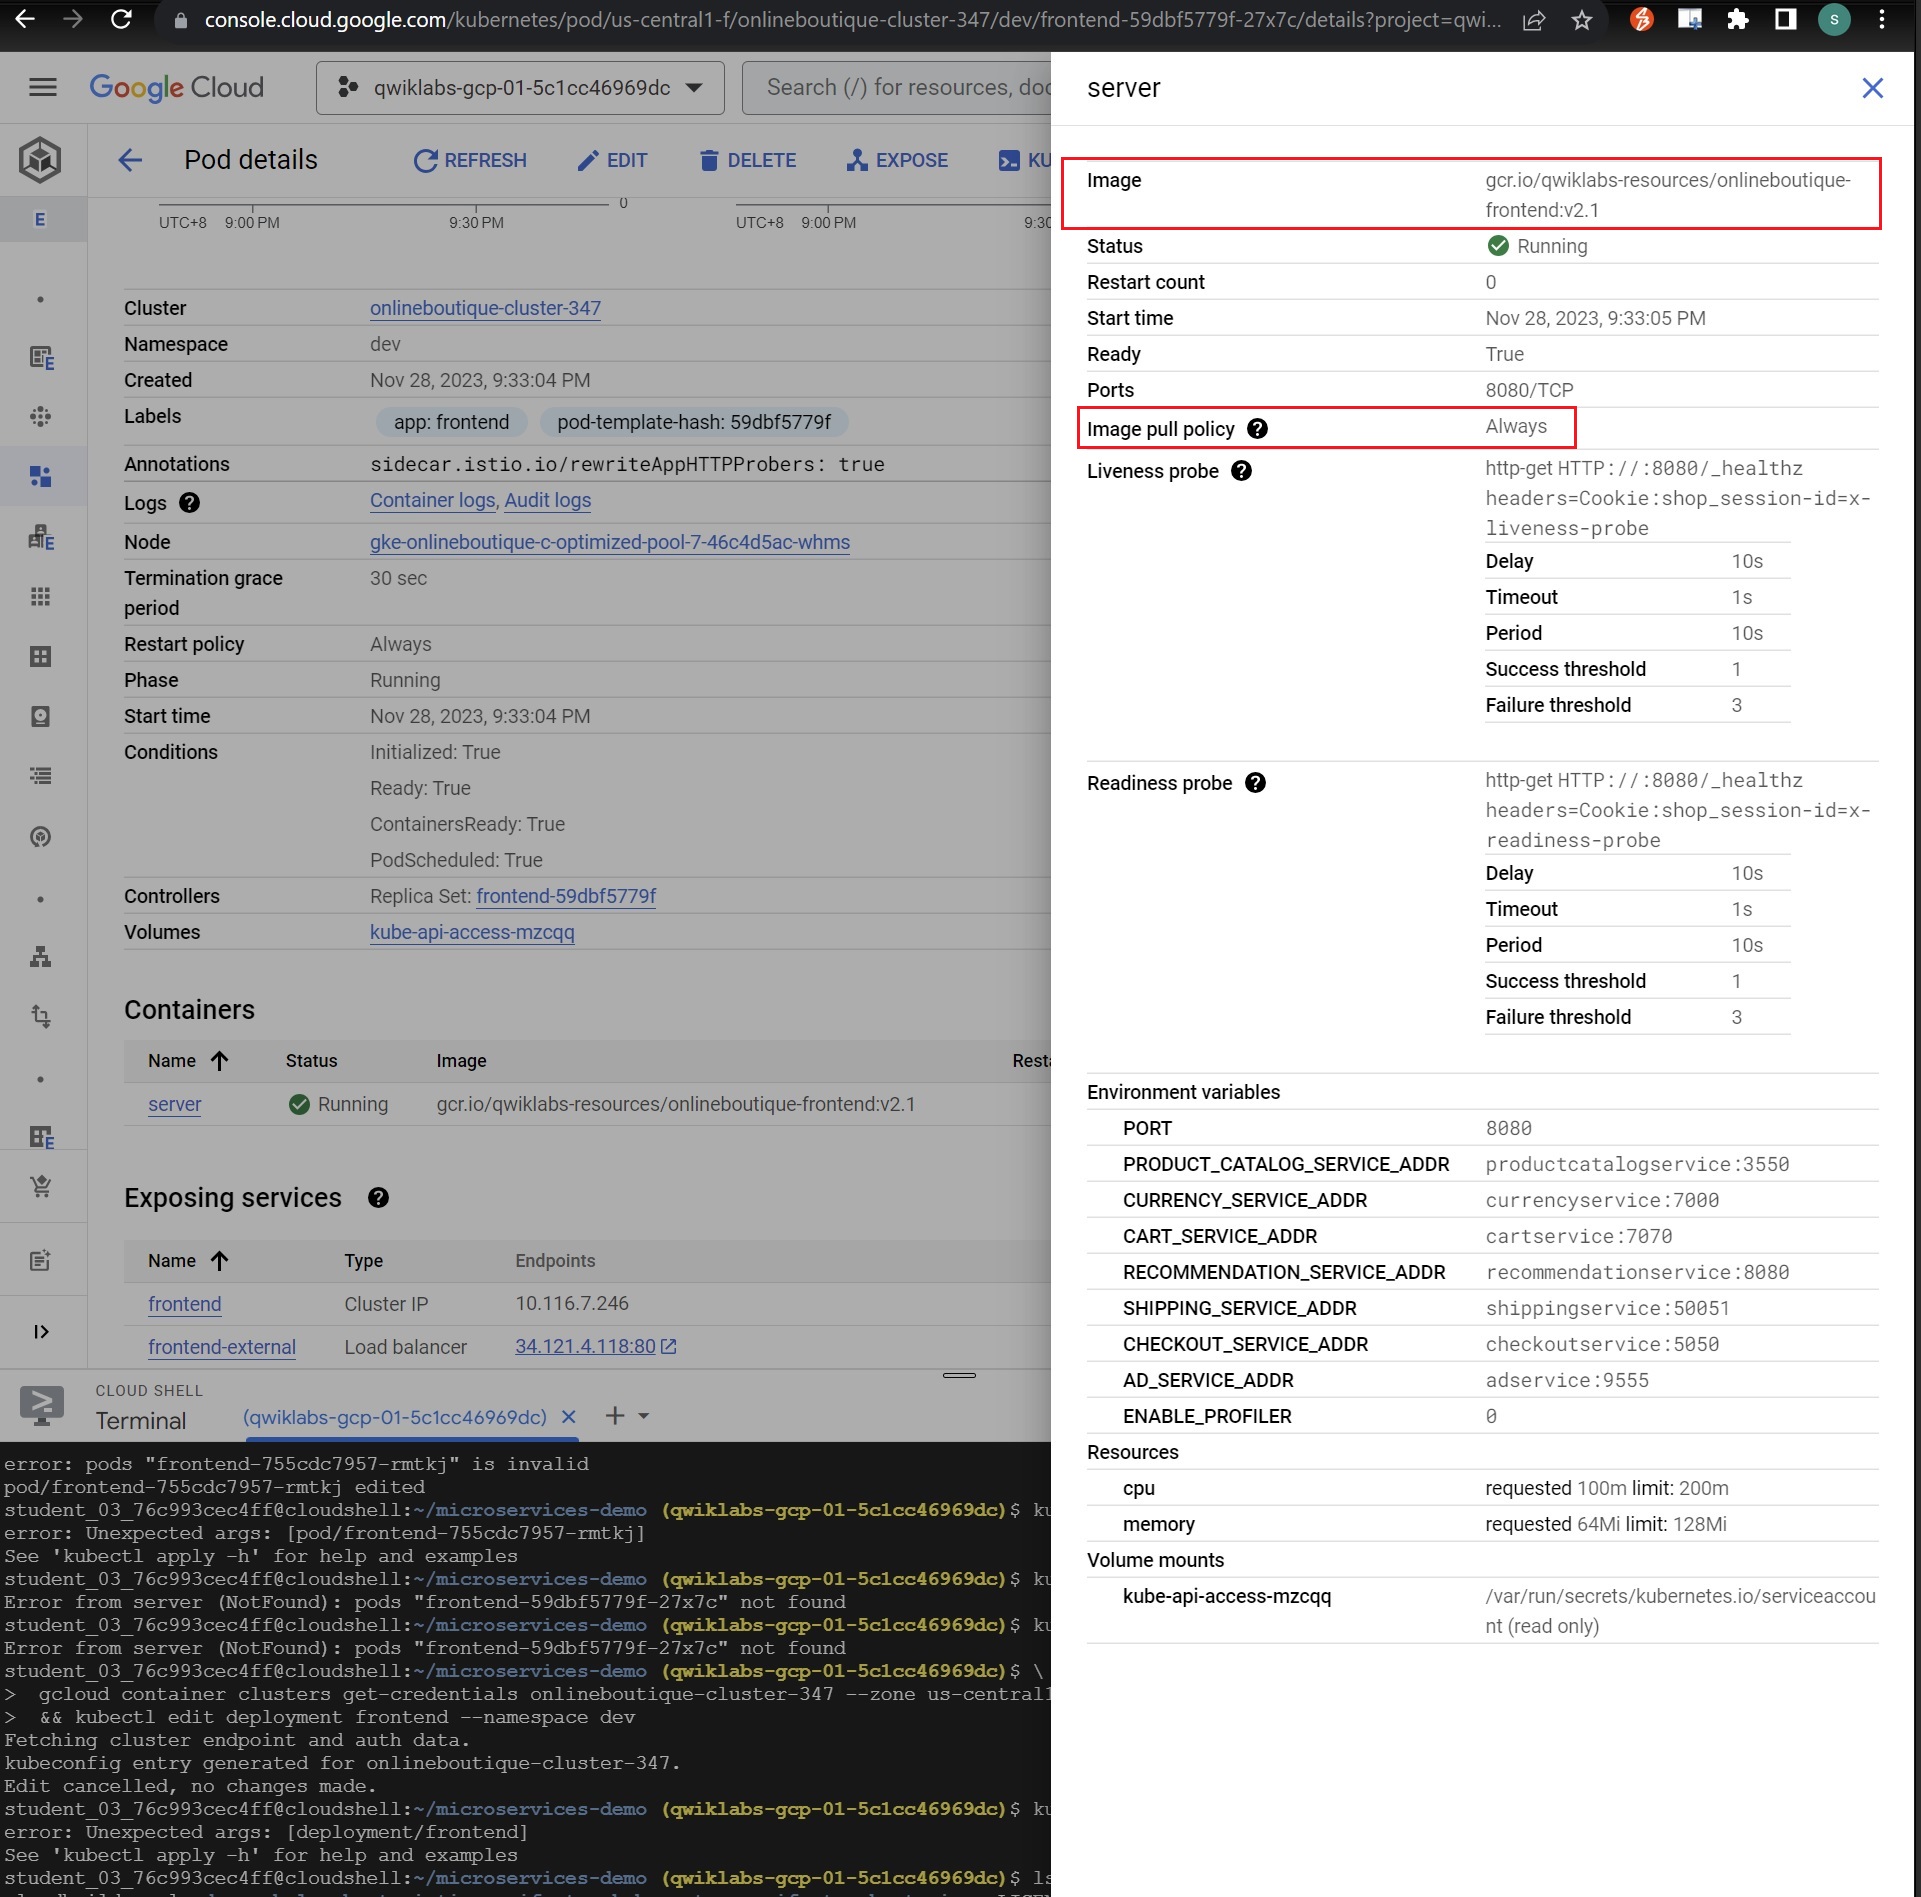 console.cloud.google.com/kubernetes/pod/us-central1-f/onlineboutique-cluster-347/dev/frontend-59dbf5779f-27x7c/details?project=qwi...
S
Google Cloud
qwiklabs-gcp-01-5c1cc46969dc
Search (/) for resources, doc
Pod details
REFRESH
EDIT
DELETE
EXPOSE
KU
E
0
UTC+8 9:00 PM 9:30 PM
UTC+8 9:00 PM 9:30
Cluster onlineboutique-cluster-347
Namespace dev
Created Nov 28, 2023, 9:33:04 PM
Labels app: frontend pod-template-hash: 59dbf5779f
Annotations sidecar.istio.io/rewriteAppHTTPProbers: true
Logs Container logs, Audit logs
Node gke-onlineboutique-c-optimized-pool-7-46c4d5ac-whms
Termination grace period 30 sec
Restart policy Always
Phase Running
Start time Nov 28, 2023, 9:33:04 PM
Conditions Initialized: True
Ready: True
ContainersReady: True
PodScheduled: True
Controllers Replica Set: frontend-59dbf5779f
Volumes kube-api-access-mzcqq
Containers
Name Status Image Resta
server Running gcr.io/qwiklabs-resources/onlineboutique-frontend:v2.1
Exposing services
Name Type Endpoints
frontend Cluster IP 10.116.7.246
frontend-external Load balancer 34.121.4.118:80
CLOUD SHELL
Terminal (qwiklabs-gcp-01-5c1cc46969dc)
error: pods "frontend-755cdc7957-rmtkj" is invalid
pod/frontend-755cdc7957-rmtkj edited
student_03_76c993cec4ff@cloudshell:~/microservices-demo (qwiklabs-gcp-01-5c1cc46969dc)$ ku
error: Unexpected args: [pod/frontend-755cdc7957-rmtkj]
See 'kubectl apply -h' for help and examples
student_03_76c993cec4ff@cloudshell:~/microservices-demo (qwiklabs-gcp-01-5c1cc46969dc)$ ku
Error from server (NotFound): pods "frontend-59dbf5779f-27x7c" not found
student_03_76c993cec4ff@cloudshell:~/microservices-demo (qwiklabs-gcp-01-5c1cc46969dc)$ ku
Error from server (NotFound): pods "frontend-59dbf5779f-27x7c" not found
student_03_76c993cec4ff@cloudshell:~/microservices-demo (qwiklabs-gcp-01-5c1cc46969dc)$ \
> gcloud container clusters get-credentials onlineboutique-cluster-347 --zone us-central1
> && kubectl edit deployment frontend --namespace dev
Fetching cluster endpoint and auth data.
kubeconfig entry generated for onlineboutique-cluster-347.
Edit cancelled, no changes made.
student_03_76c993cec4ff@cloudshell:~/microservices-demo (qwiklabs-gcp-01-5c1cc46969dc)$ ku
error: Unexpected args: [deployment/frontend]
See 'kubectl apply -h' for help and examples
student_03_76c993cec4ff@cloudshell:~/microservices-demo (qwiklabs-gcp-01-5c1cc46969dc)$ ls
server
Image gcr.io/qwiklabs-resources/onlineboutique-
frontend:v2.1
Status Running
Restart count 0
Start time Nov 28, 2023, 9:33:05 PM
Ready True
Ports 8080/TCP
Image pull policy Always
Liveness probe http-get HTTP://:8080/_healthz
headers=Cookie:shop_session-id=x-
liveness-probe
Delay 10s
Timeout 1s
Period 10s
Success threshold 1
Failure threshold 3
Readiness probe http-get HTTP://:8080/_healthz
headers=Cookie:shop_session-id=x-
readiness-probe
Delay 10s
Timeout 1s
Period 10s
Success threshold 1
Failure threshold 3
Environment variables
PORT 8080
PRODUCT_CATALOG_SERVICE_ADDR productcatalogservice:3550
CURRENCY_SERVICE_ADDR currencyservice:7000
CART_SERVICE_ADDR cartservice:7070
RECOMMENDATION_SERVICE_ADDR recommendationservice:8080
SHIPPING_SERVICE_ADDR shippingservice:50051
CHECKOUT_SERVICE_ADDR checkoutservice:5050
AD_SERVICE_ADDR adservice:9555
ENABLE_PROFILER 0
Resources
cpu requested 100m limit: 200m
memory requested 64Mi limit: 128Mi
Volume mounts
kube-api-access-mzcqq /var/run/secrets/kubernetes.io/serviceaccou
nt (read only)